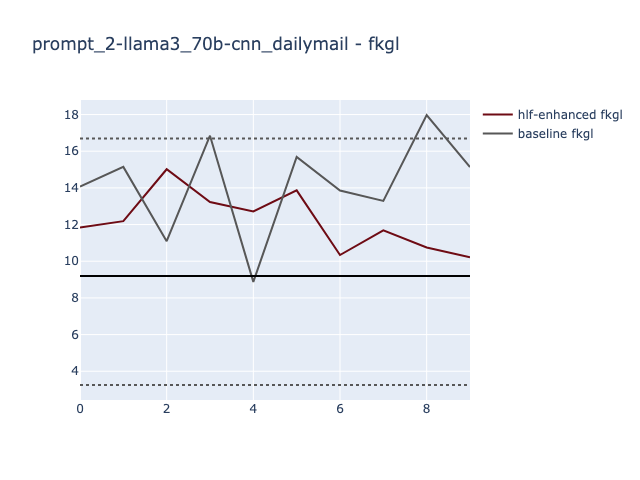 prompt_2-llama3_70b-cnn_dailymail - fkgl
hlf-enhanced fkgl
baseline fkgl
18
16
14
12
10
8
6
4
0 2 4 6 8